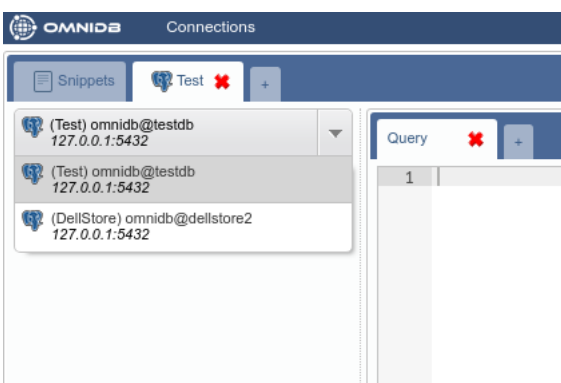 OMNIDB Connections
Snippets Test +
(Test) omnidb@testdb
127.0.0.1:5432
(Test) omnidb@testdb
127.0.0.1:5432
(DellStore) omnidb@dellstore2
127.0.0.1:5432
Query +
1